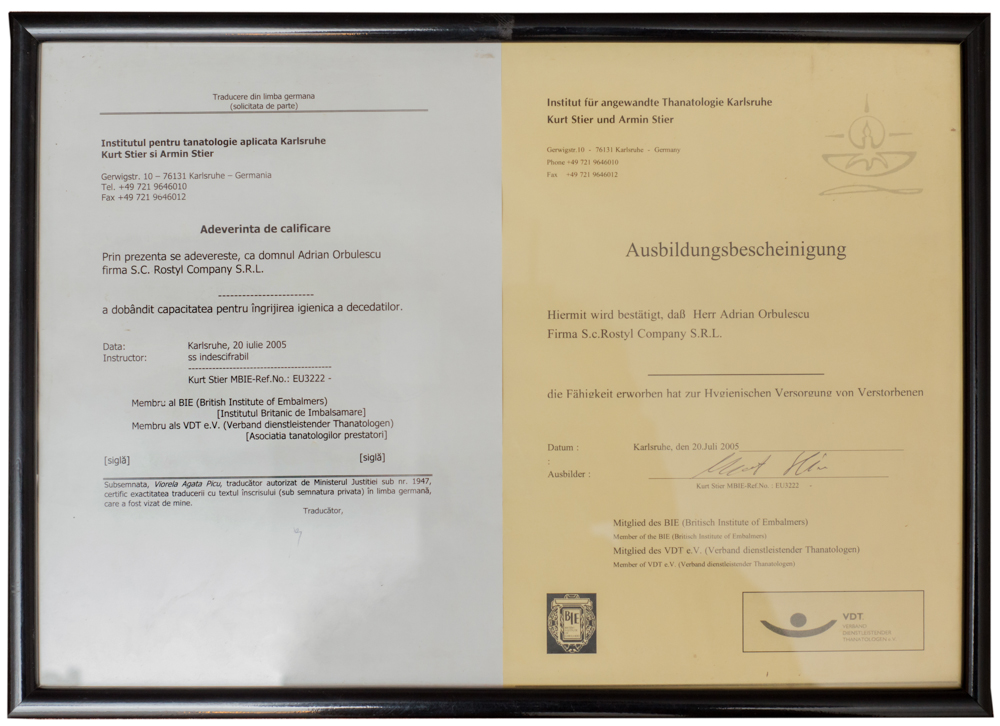 Traducere din limba germana
(solicitata de parte)
Institutul pentru tanatologie aplicata Karlsruhe
Kurt Stier si Armin Stier
Gerwigstr. 10 – 76131 Karlsruhe – Germania
Tel. +49 721 9646010
Fax +49 721 9646012
Adeverinta de calificare
Prin prezenta se adevereste, ca domnul Adrian Orbulescu
firma S.C. Rostyl Company S.R.L.
------------------------
a dobândit capacitatea pentru îngrijirea igienica a decedatilor.
Data: Karlsruhe, 20 iulie 2005
Instructor: ss indescifrabil
------------------------------------
Kurt Stier MBIE-Ref.No.: EU3222 -
Membru al BIE (British Institute of Embalmers)
[Institutul Britanic de Imbalsamare]
Membru als VDT e.V. (Verband dienstleistender Thanatologen)
[Asociatia tanatologilor prestatori]
[siglă] [siglă]
Subsemnata, Viorela Agata Picu, traducător autorizat de Ministerul Justitiei sub nr. 1947,
certific exactitatea traducerii cu textul înscrisului (sub semnatura privata) în limba germană,
care a fost vizat de mine.
Traducător,
Institut für angewandte Thanatologie Karlsruhe
Kurt Stier und Armin Stier
Gerwigstr.10 - 76131 Karlsruhe - Germany
Phone +49 721 9646010
Fax +49 721 9646012
Ausbildungsbescheinigung
Hiermit wird bestätigt, daß Herr Adrian Orbulescu
Firma S.c.Rostyl Company S.R.L.
die Fähigkeit erworben hat zur Hygienischen Versorgung von Verstorbenen
Datum : Karlsruhe, den 20.Juli 2005
:
Ausbilder : Kurt Stier
Kurt Stier MBIE-Ref.No. : EU3222 -
Mitglied des BIE (Britisch Institute of Embalmers)
Member of the BIE (Britisch Institute of Embalmers)
Mitglied des VDT e.V. (Verband dienstleistender Thanatologen)
Member of VDT e.V. (Verband dienstleistender Thanatologen)
BIE
VDT
VERBAND
DIENSTLEISTENDER
THANATOLOGEN e.V.